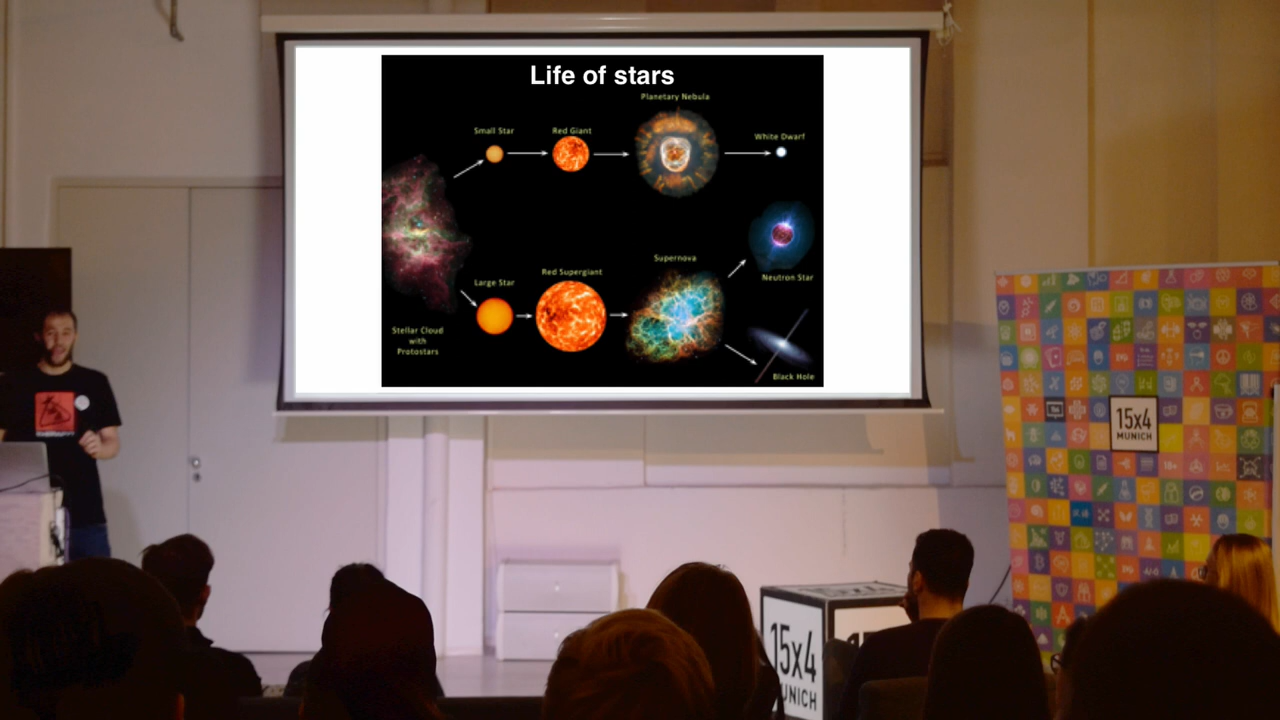 Life of stars
Planetary Nebula
Small Star
Red Giant
White Dwarf
Supernova
Red Supergiant
Neutron Star
Large Star
Stellar Cloud
with
Protostars
Black Hole
15x4
MUNICH
15x4
UNICH